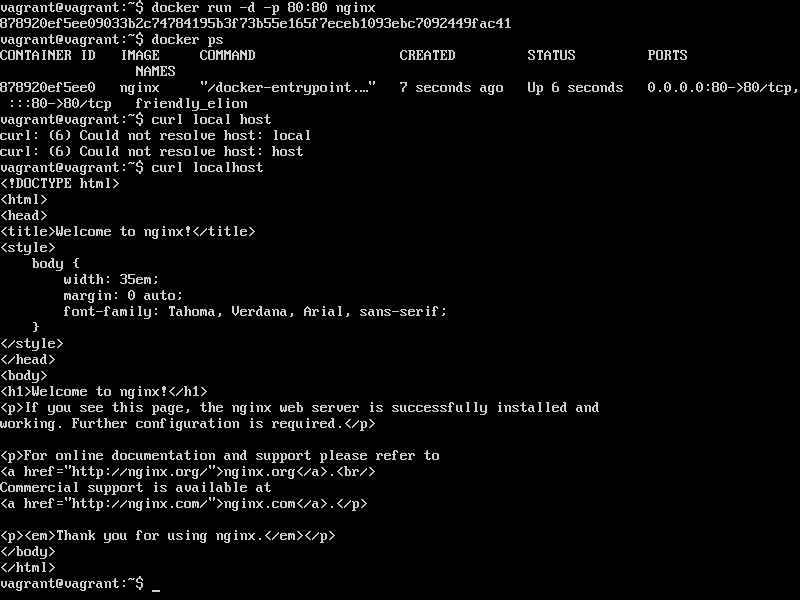 vagrant@vagrant:~$ docker run -d -p 80:80 nginx
878920ef5ee09033b2c74784195b3f73b55e165f7eceb1093ebc7092449fac41
vagrant@vagrant:~$ docker ps
CONTAINER ID   IMAGE     COMMAND                  CREATED         STATUS         PORTS
                 NAMES
878920ef5ee0   nginx     "/docker-entrypoint.…"   7 seconds ago   Up 6 seconds   0.0.0.0:80->80/tcp,
 :::80->80/tcp   friendly_elion
vagrant@vagrant:~$ curl local host
curl: (6) Could not resolve host: local
curl: (6) Could not resolve host: host
vagrant@vagrant:~$ curl localhost
<!DOCTYPE html>
<html>
<head>
<title>Welcome to nginx!</title>
<style>
    body {
        width: 35em;
        margin: 0 auto;
        font-family: Tahoma, Verdana, Arial, sans-serif;
    }
</style>
</head>
<body>
<h1>Welcome to nginx!</h1>
<p>If you see this page, the nginx web server is successfully installed and
working. Further configuration is required.</p>

<p>For online documentation and support please refer to
<a href="http://nginx.org/">nginx.org</a>.<br/>
Commercial support is available at
<a href="http://nginx.com/">nginx.com</a>.</p>

<p><em>Thank you for using nginx.</em></p>
</body>
</html>
vagrant@vagrant:~$ _